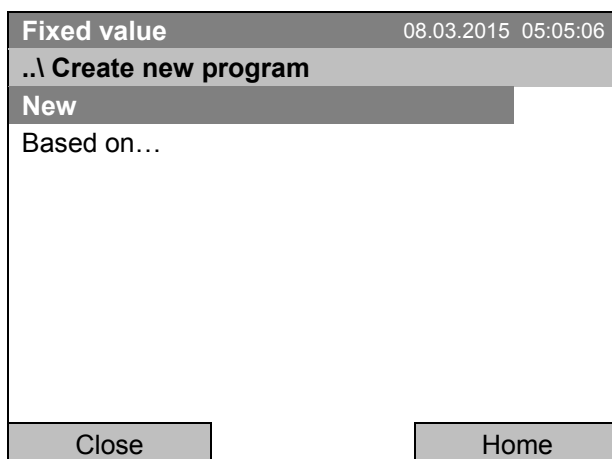 Fixed value 08.03.2015 05:05:06
..\ Create new program
New
Based on…
Close Home